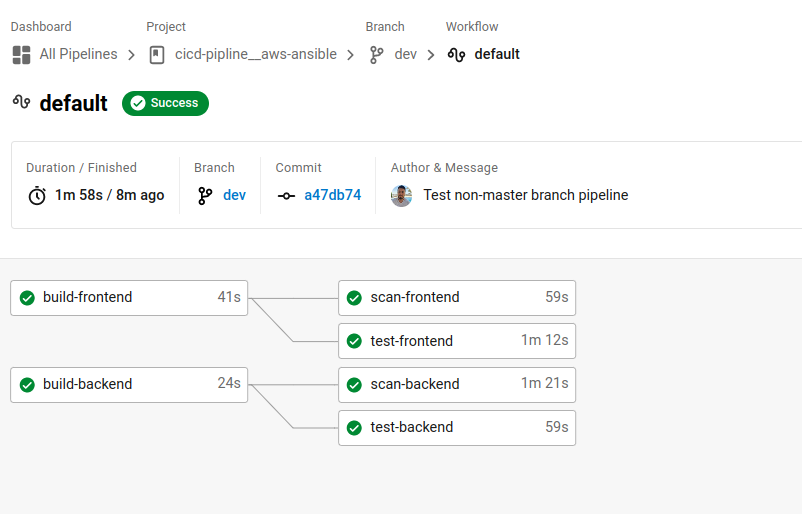 Dashboard Project Branch Workflow
All Pipelines cicd-pipline__aws-ansible dev default
default Success
Duration / Finished Branch Commit Author & Message
1m 58s / 8m ago dev a47db74 Test non-master branch pipeline
build-frontend 41s scan-frontend 59s
test-frontend 1m 12s
build-backend 24s scan-backend 1m 21s
test-backend 59s